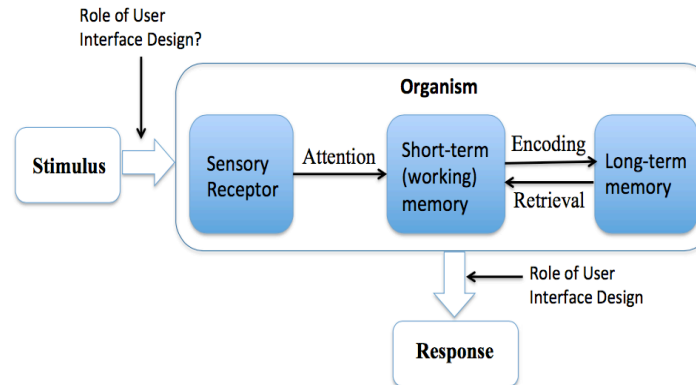 Role of User
Interface Design?
Organism
Stimulus
Sensory
Receptor
Attention
Short-term
(working)
memory
Encoding
Retrieval
Long-term
memory
Role of User
Interface Design
Response